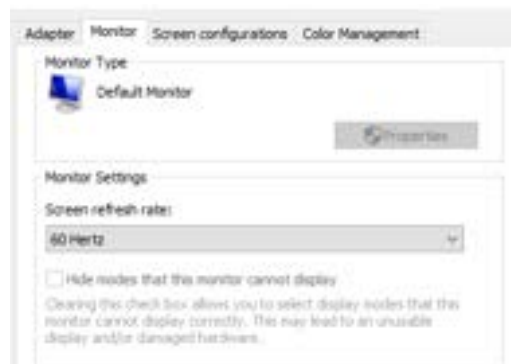 Adapter Monitor Screen configurations Color Management
Monitor Type
Default Monitor
Properties
Monitor Settings
Screen refresh rate:
60 Hertz
Hide modes that this monitor cannot display
Clearing this check box allows you to select display modes that this
monitor cannot display correctly. This may lead to an unusable
display and/or damaged hardware.